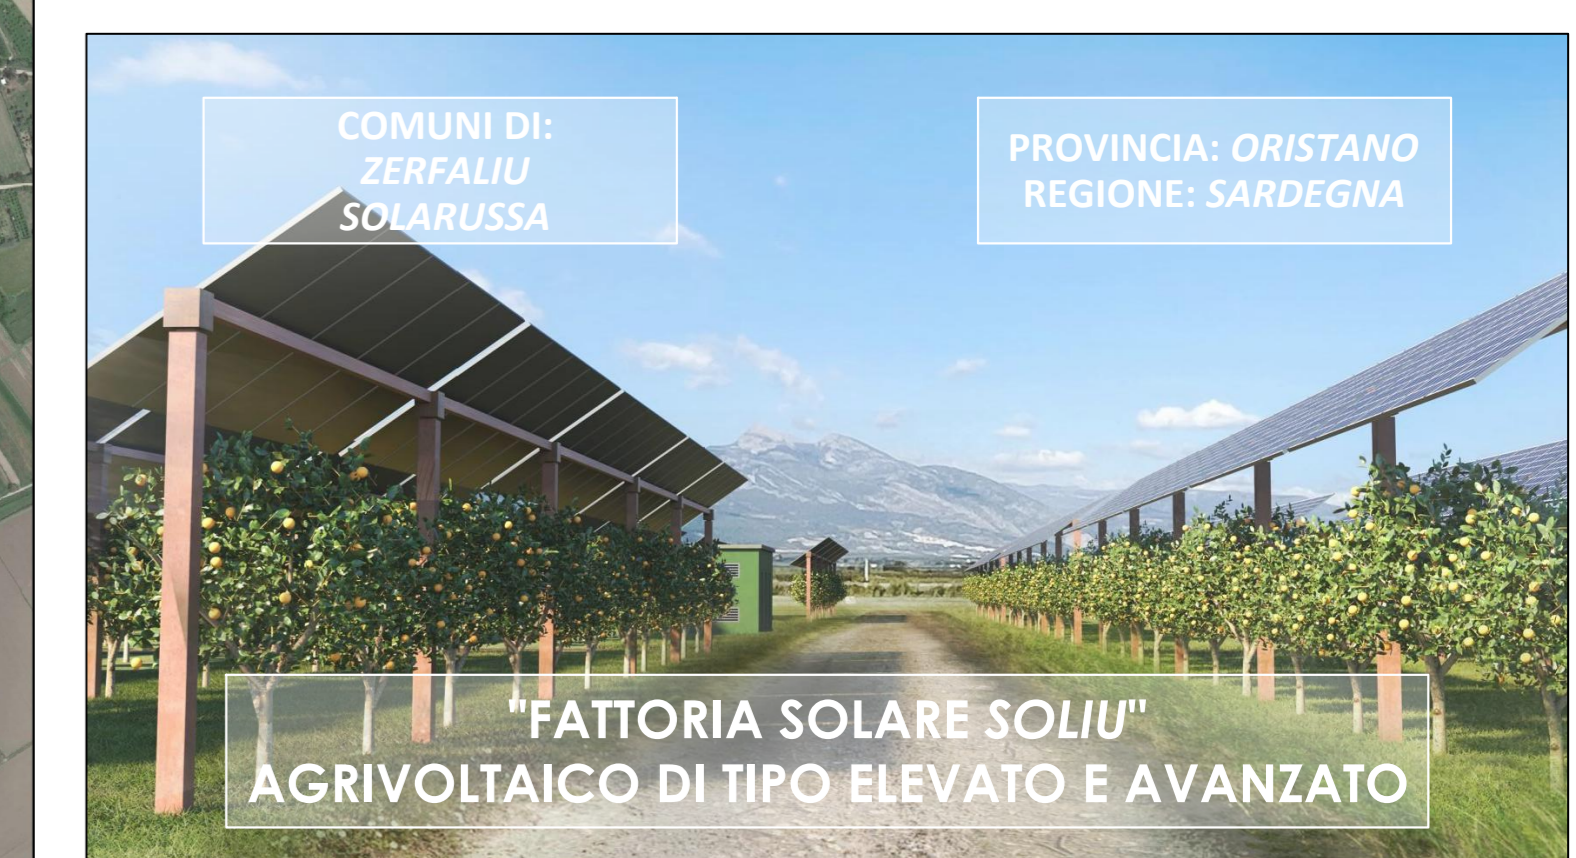 COMUNI DI:
ZERFALIU
SOLARUSSA
PROVINCIA: ORISTANO
REGIONE: SARDEGNA
"FATTORIA SOLARE SOLIU"
AGRIVOLTAICO DI TIPO ELEVATO E AVANZATO